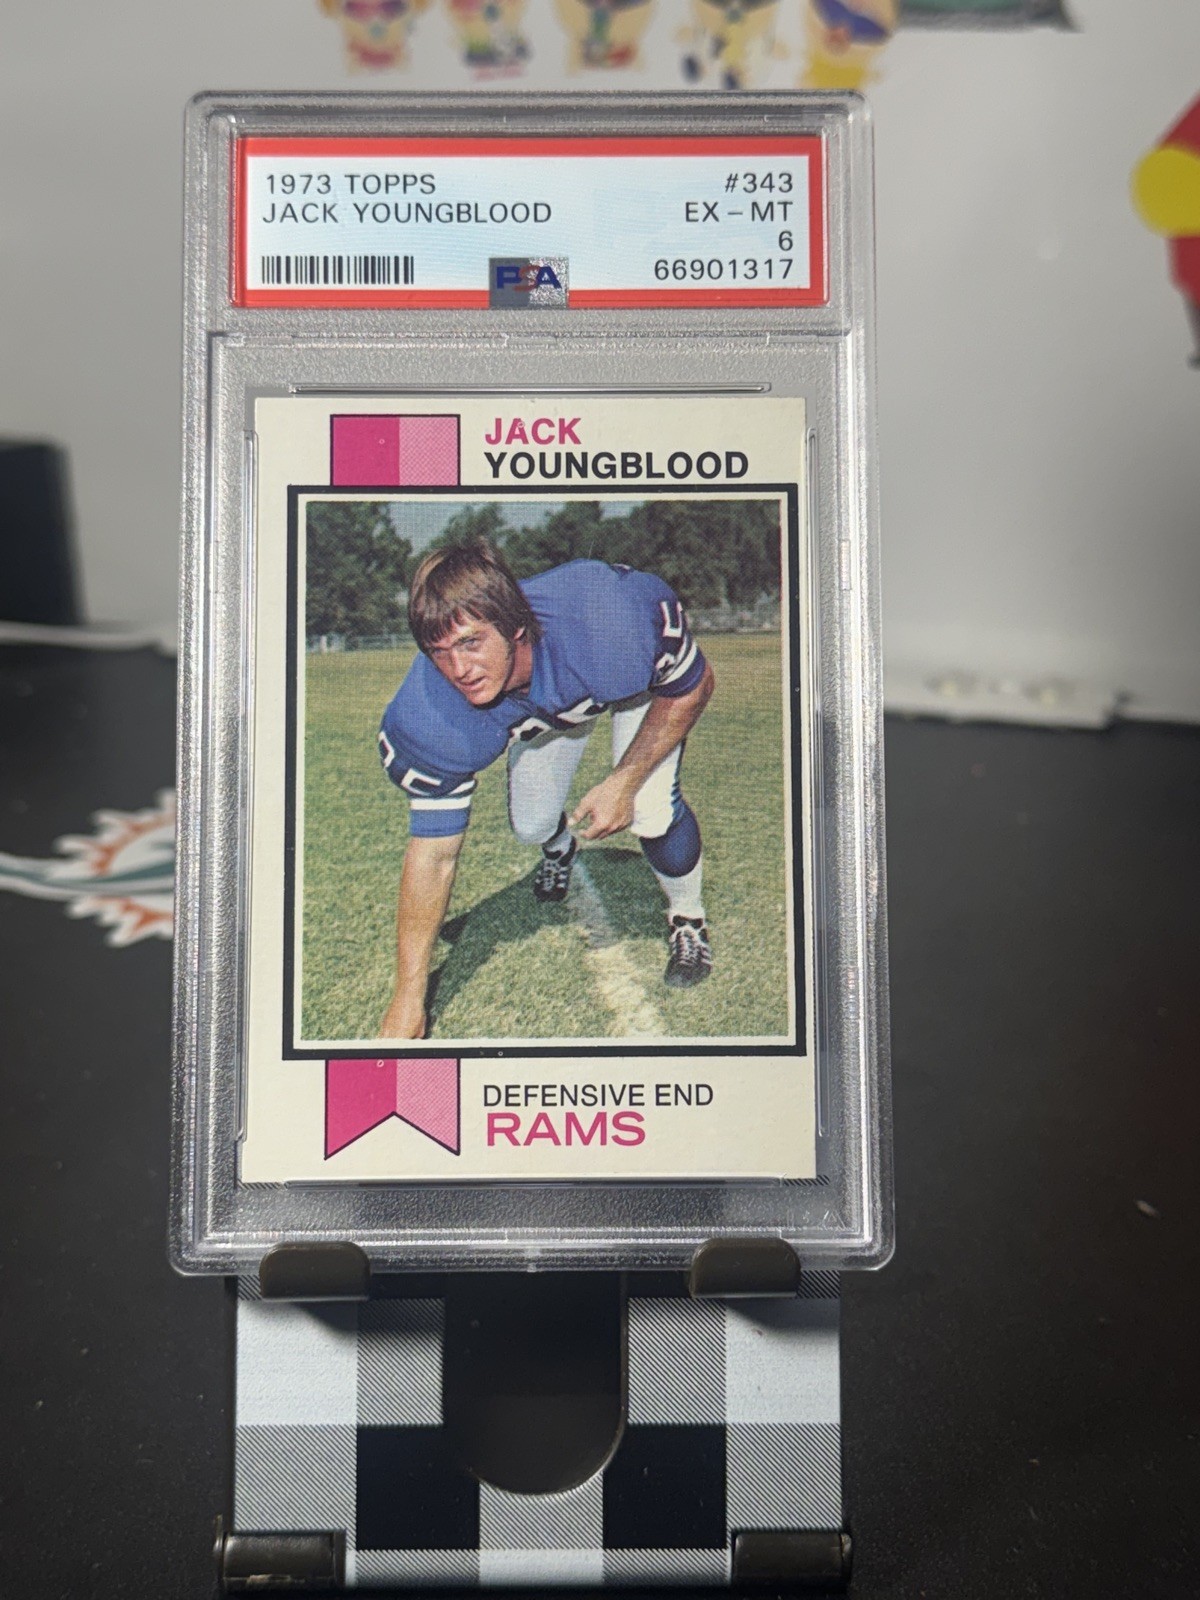 1973 TOPPS #343
JACK YOUNGBLOOD EX - MT
6
66901317
PSA
JACK
YOUNGBLOOD
DEFENSIVE END
RAMS